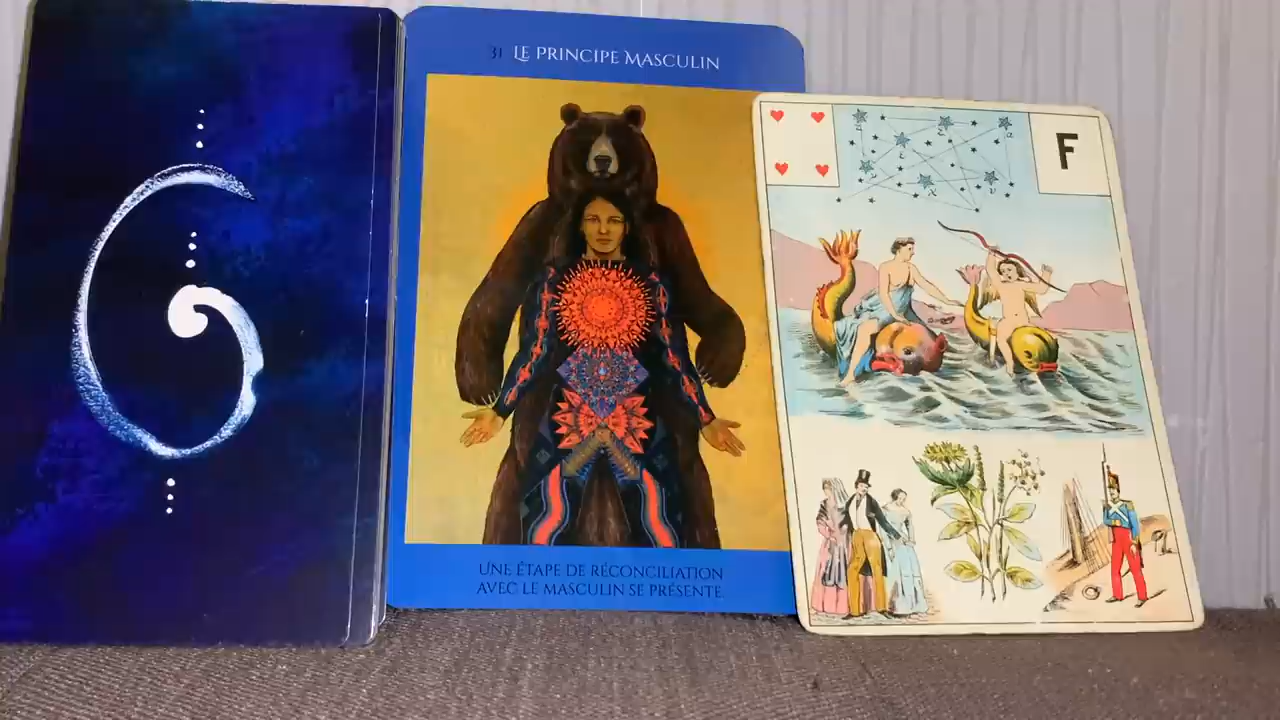 31 Le Principe Masculin
Une étape de réconciliation
avec le masculin se présente.
F